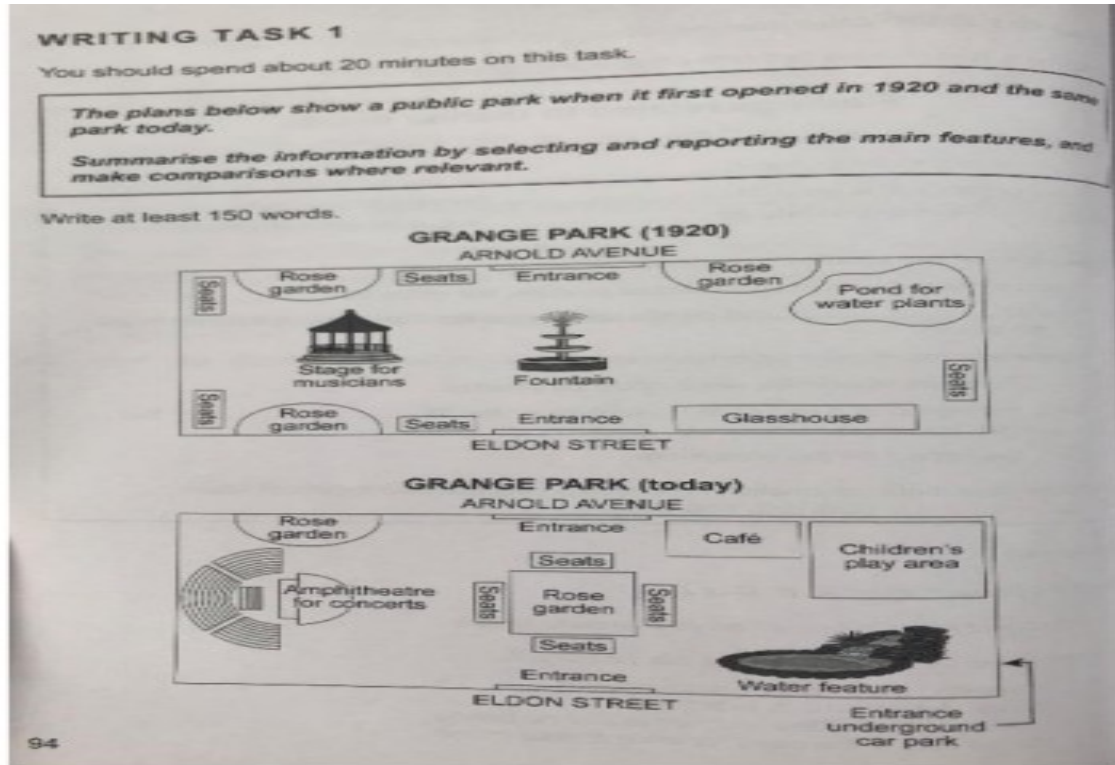 WRITING TASK 1
You should spend about 20 minutes on this task.
The plans below show a public park when it first opened in 1920 and the same
park today.
Summarise the information by selecting and reporting the main features, and
make comparisons where relevant.
Write at least 150 words.
GRANGE PARK (1920)
ARNOLD AVENUE
Rose
garden
Seats
Entrance
Rose
garden
Seats
Pond for
water plants
Stage for
musicians
Fountain
Seats
Seats
Rose
garden
Seats
Entrance
Glasshouse
ELDON STREET
GRANGE PARK (today)
ARNOLD AVENUE
Rose
garden
Entrance
Café
Children's
play area
Seats
Amphitheatre
for concerts
Seats
Rose
garden
Seats
Seats
Entrance
Water feature
ELDON STREET
Entrance
underground
car park
94